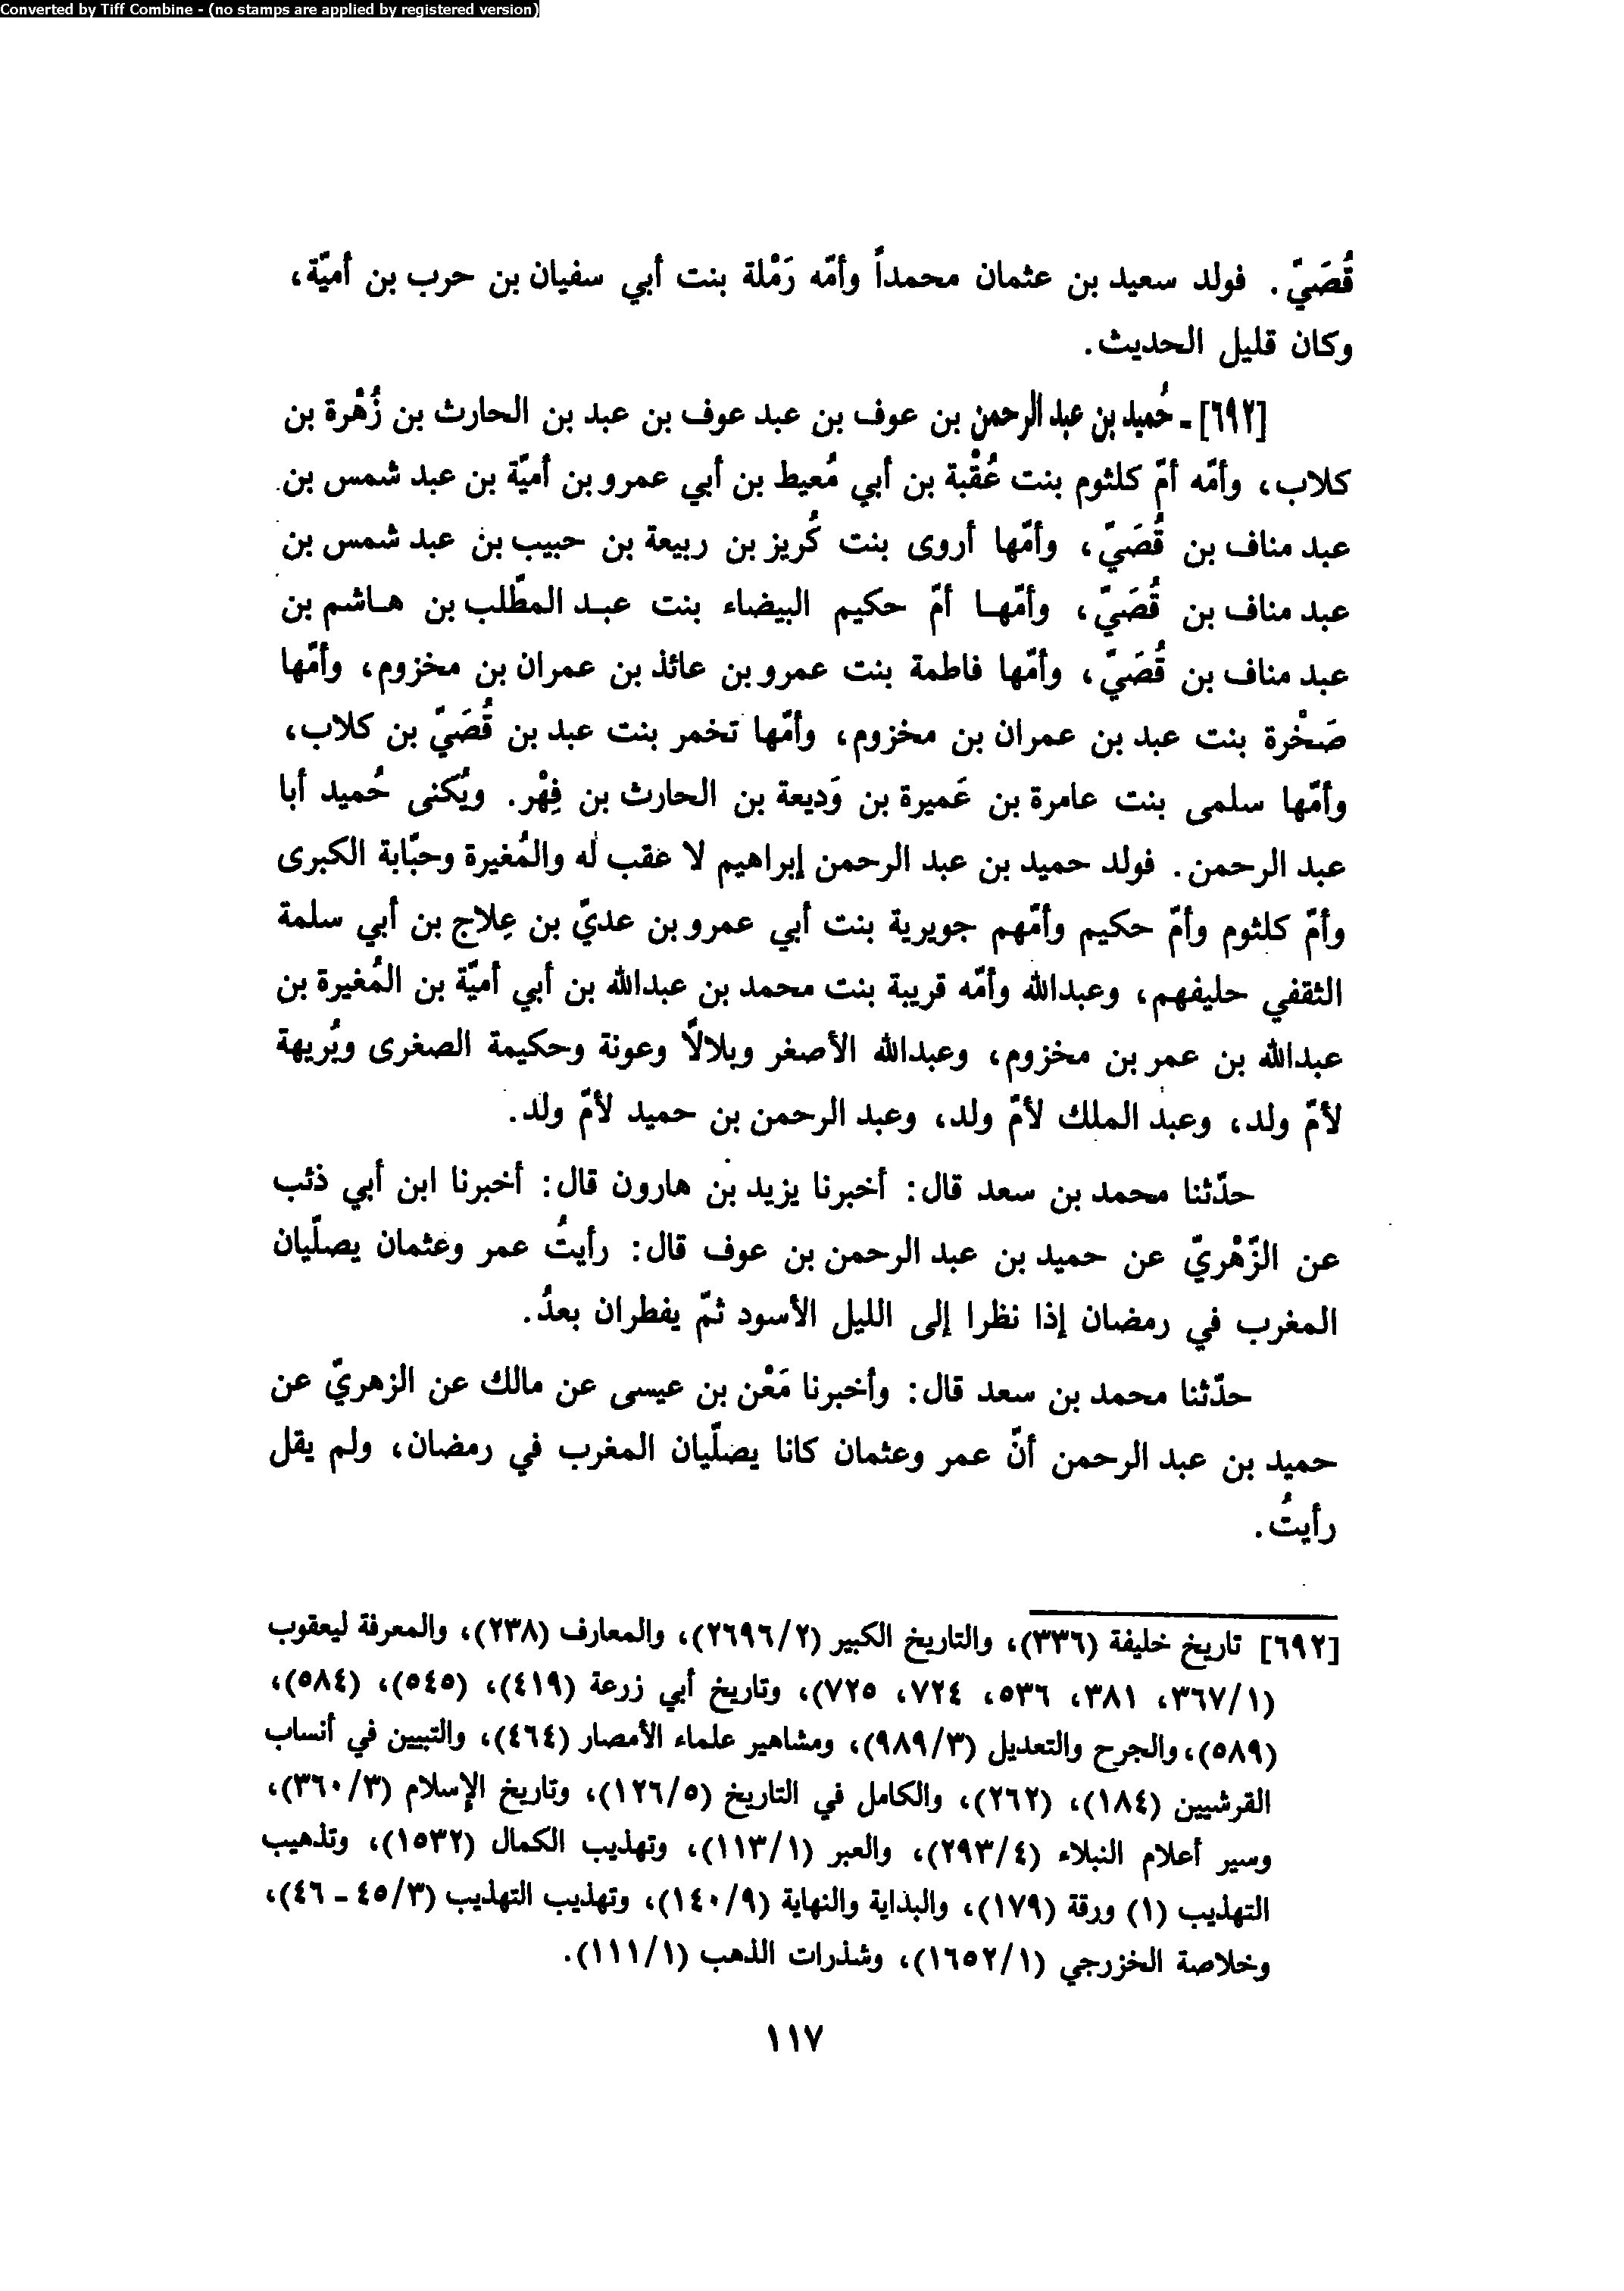 Converted by Tiff Combine - (no stamps are applied by registered version)
قُصَيّ. فولد سعيد بن عثمان محمداً وأمّه رَمْلة بنت أبي سفيان بن حرب بن أميّة،
وكان قليل الحديث.
[٦٩٢] - حُميد بن عبد الرحمن بن عوف بن عبد عوف بن عبد بن الحارث بن زُهْرة بن
كلاب، وأمّه أمّ كلثوم بنت عُقْبة بن أبي مُعيط بن أبي عمرو بن أميّة بن عبد شمس بن
عبد مناف بن قُصَيّ، وأمّها أروى بنت كُريز بن ربيعة بن حبيب بن عبد شمس بن
عبد مناف بن قُصَيّ، وأمّهـا أمّ حكيم البيضاء بنت عبـد المطّلب بن هـاشم بن
عبد مناف بن قُصَيّ، وأمّها فاطمة بنت عمرو بن عائذ بن عمران بن مخزوم، وأمّها
صَخْرة بنت عبد بن عمران بن مخزوم، وأمّها تخمر بنت عبد بن قُصَيّ بن كلاب،
وأمّها سلمى بنت عامرة بن عَميرة بن وَديعة بن الحارث بن فِهْر. ويُكنى حُميد أبا
عبد الرحمن. فولد حميد بن عبد الرحمن إبراهيم لا عقب له والمُغيرة وحبّابة الكبرى
وأمّ كلثوم وأمّ حكيم وأمّهم جويرية بنت أبي عمرو بن عديّ بن عِلاج بن أبي سلمة
الثقفي حليفهم، وعبدالله وأمّه قريبة بنت محمد بن عبدالله بن أبي أميّة بن المُغيرة بن
عبدالله بن عمر بن مخزوم، وعبدالله الأصغر وبلالاً وعونة وحكيمة الصغرى وبُريهة
لأمّ ولد، وعبد الملك لأمّ ولد، وعبد الرحمن بن حميد لأمّ ولد.
حدّثنا محمد بن سعد قال: أخبرنا يزيد بن هارون قال: أخبرنا ابن أبي ذئب
عن الزّهْريّ عن حميد بن عبد الرحمن بن عوف قال: رأيتُ عمر وعثمان يصلّيان
المغرب في رمضان إذا نظرا إلى الليل الأسود ثمّ يفطران بعدُ.
حدّثنا محمد بن سعد قال: وأخبرنا مَعْن بن عيسى عن مالك عن الزهريّ عن
حميد بن عبد الرحمن أنّ عمر وعثمان كانا يصلّيان المغرب في رمضان، ولم يقل
رأيتُ.
[٦٩٢] تاريخ خليفة (٣٣٦)، والتاريخ الكبير (٢/٢٦٩٦)، والمعارف (٢٣٨)، والمعرفة ليعقوب
(١/٣٦٧، ٣٨١، ٥٣٦، ٧٢٤، ٧٢٥)، وتاريخ أبي زرعة (٤١٩)، (٥٤٥)، (٥٨٤)،
(٥٨٩)، والجرح والتعديل (٣/٩٨٩)، ومشاهير علماء الأمصار (٤٦٤)، والتبيين في أنساب
القرشيين (١٨٤)، (٢٦٢)، والكامل في التاريخ (٥/١٢٦)، وتاريخ الإسلام (٣/٣٦٠)،
وسير أعلام النبلاء (٤/٢٩٣)، والعبر (١/١١٣)، وتهذيب الكمال (١٥٣٢)، وتذهيب
التهذيب (١) ورقة (١٧٩)، والبداية والنهاية (٩/١٤٠)، وتهذيب التهذيب (٣/٤٥ - ٤٦)،
وخلاصة الخزرجي (١/١٦٥٢)، وشذرات الذهب (١/١١١).
١١٧